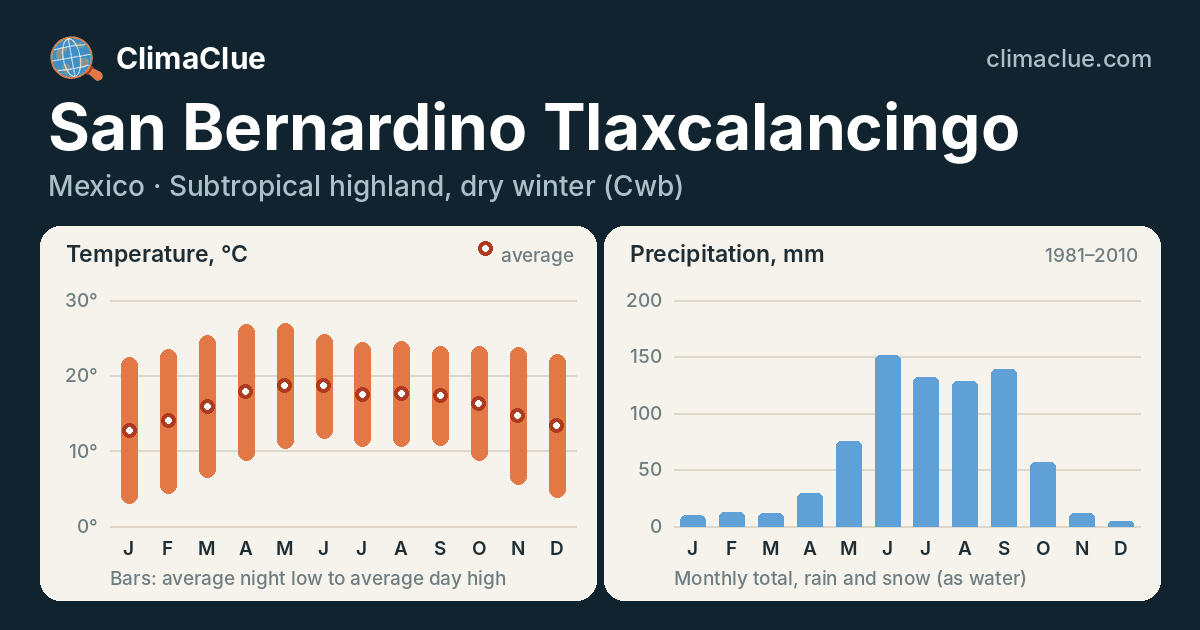 ClimaClue
climaclue.com
San Bernardino Tlaxcalancingo
Mexico · Subtropical highland, dry winter (Cwb)
Temperature, °C
average
30°
20°
10°
0°
J F M A M J J A S O N D
Bars: average night low to average day high
Precipitation, mm
1981–2010
200
150
100
50
0
J F M A M J J A S O N D
Monthly total, rain and snow (as water)